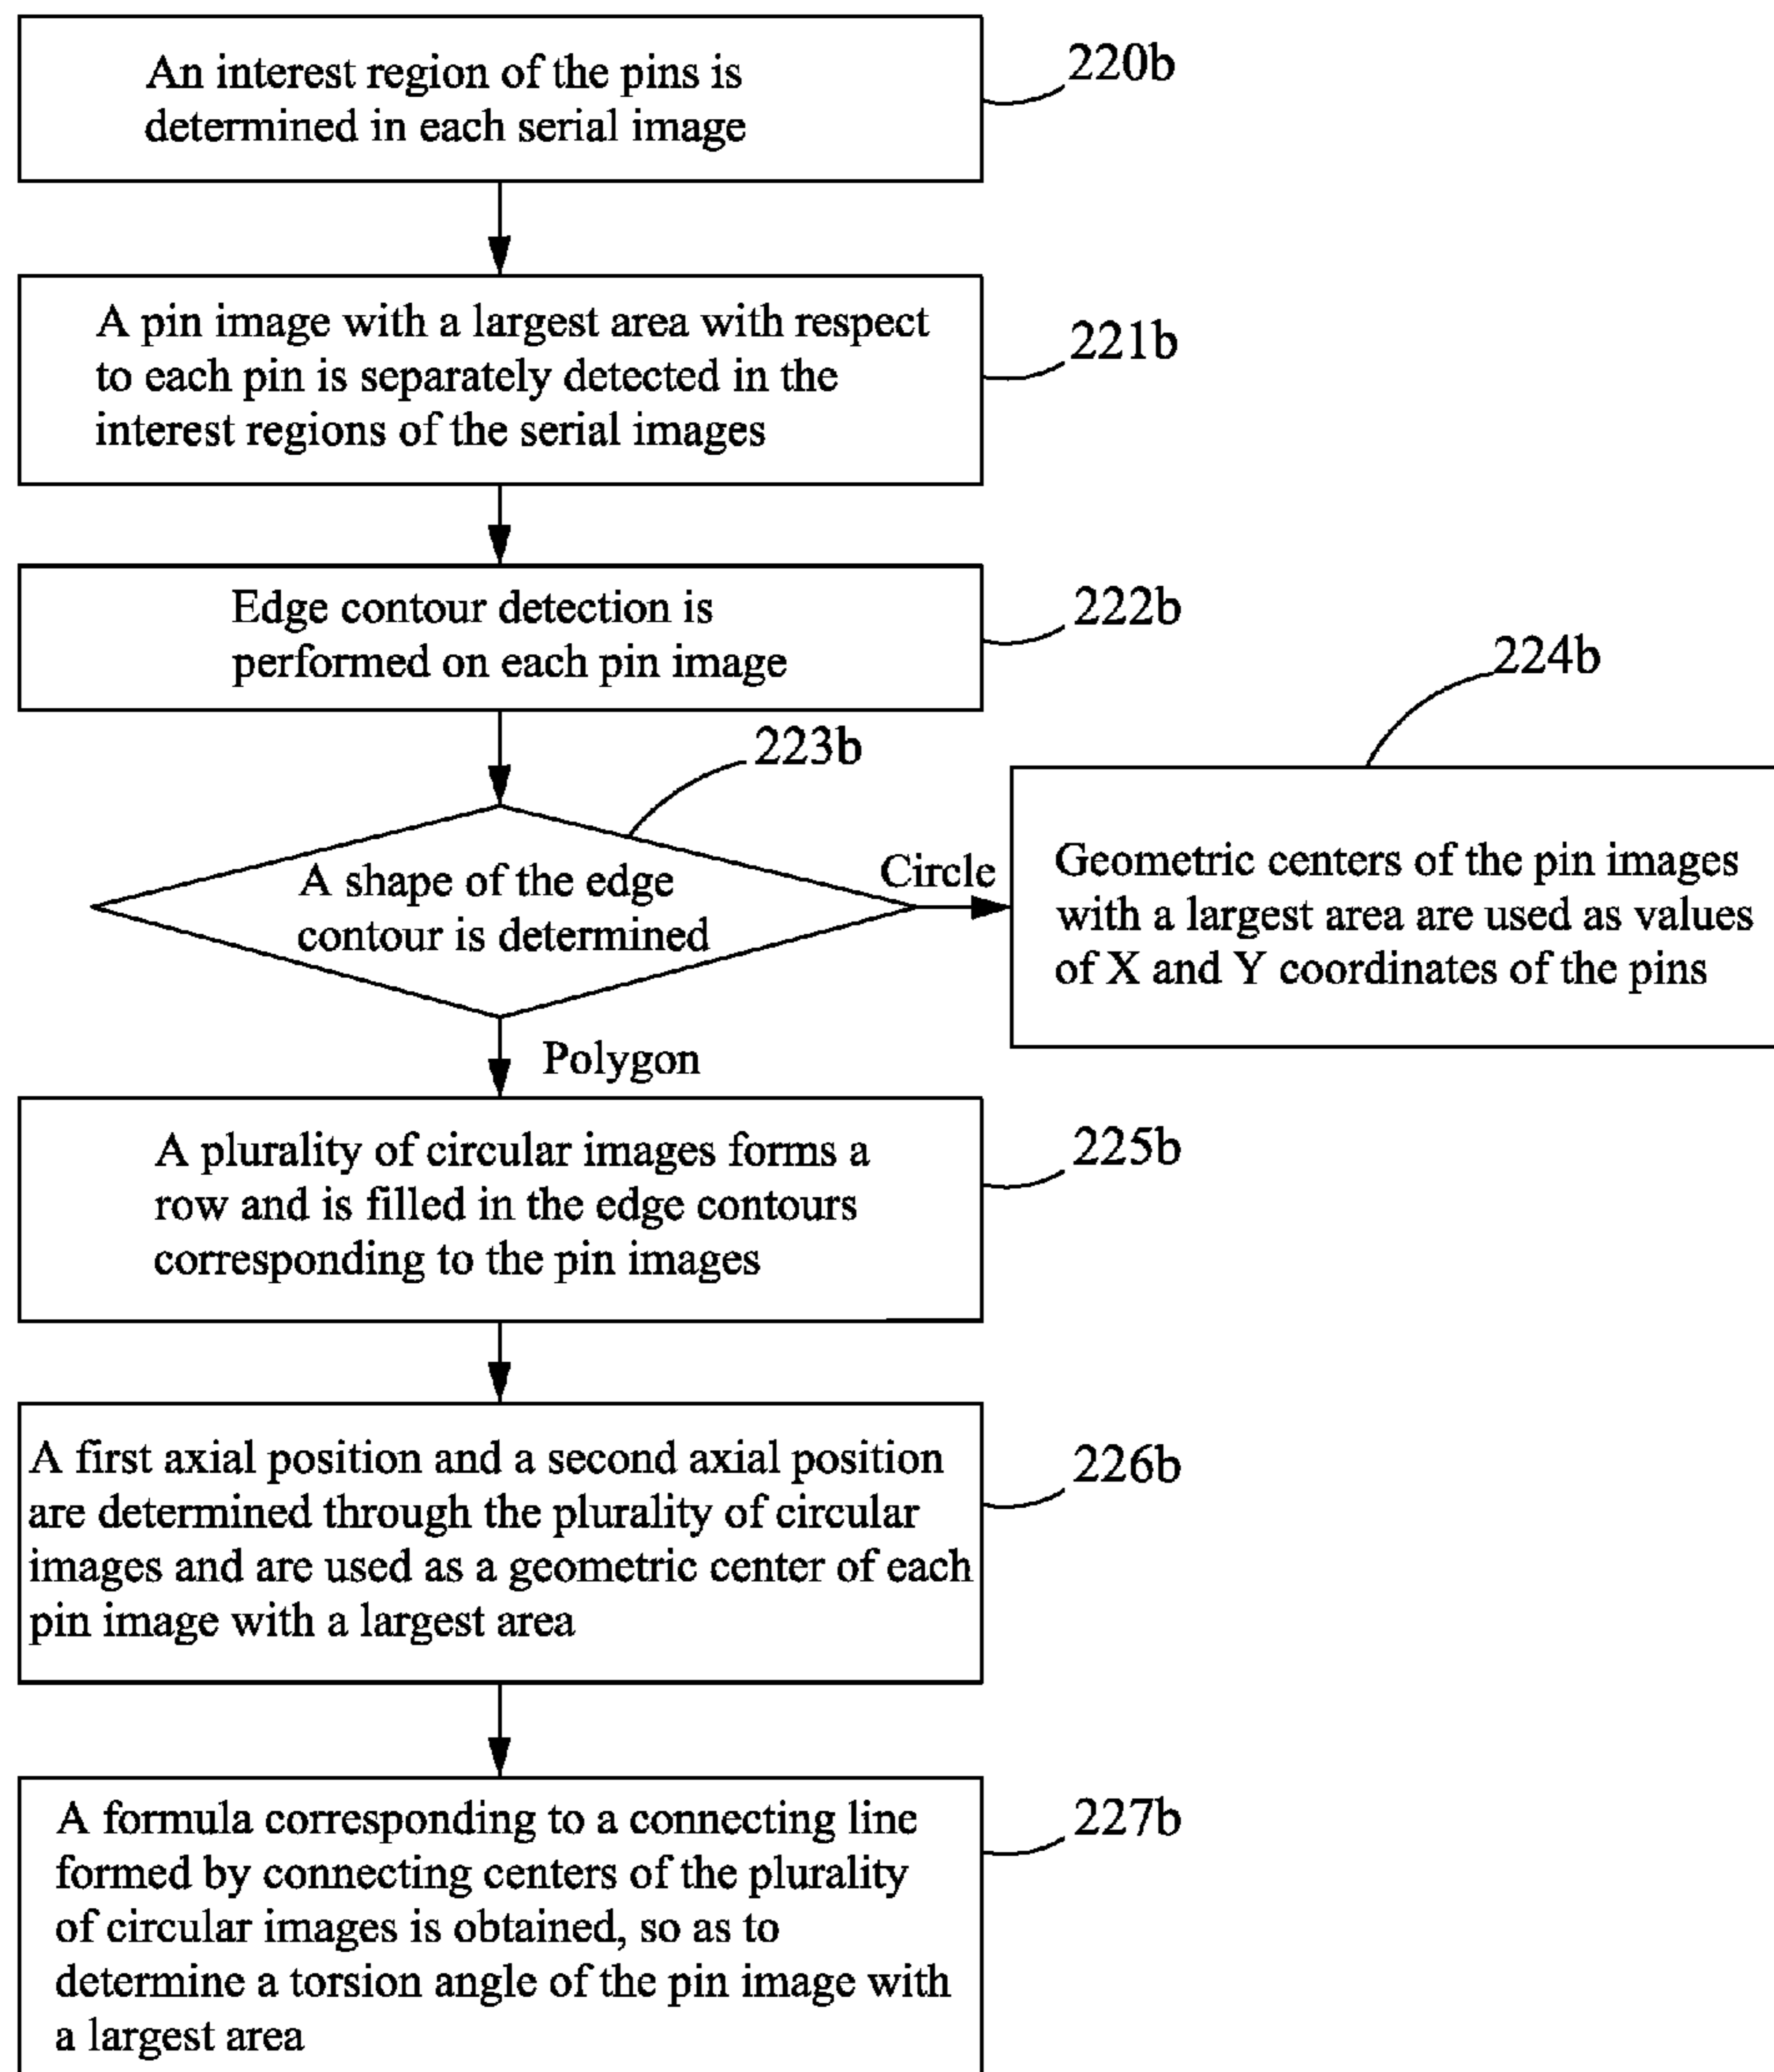 An interest region of the pins is
determined in each serial image
220b
A pin image with a largest area with respect
to each pin is separately detected in the
interest regions of the serial images
221b
Edge contour detection is
performed on each pin image
222b
223b
A shape of the edge
contour is determined
Circle
224b
Geometric centers of the pin images
with a largest area are used as values
of X and Y coordinates of the pins
Polygon
A plurality of circular images forms a
row and is filled in the edge contours
corresponding to the pin images
225b
A first axial position and a second axial position
are determined through the plurality of circular
images and are used as a geometric center of each
pin image with a largest area
226b
A formula corresponding to a connecting line
formed by connecting centers of the plurality
of circular images is obtained, so as to
determine a torsion angle of the pin image with
a largest area
227b